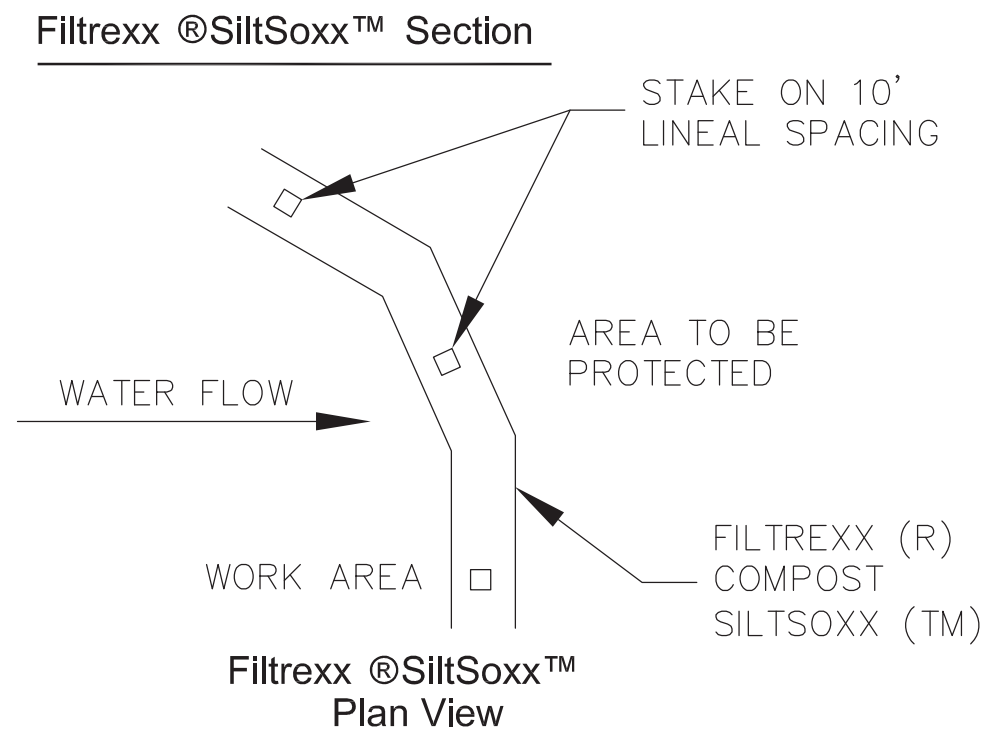 Filtrexx ®SiltSoxx™ Section
STAKE ON 10'
LINEAL SPACING
AREA TO BE
PROTECTED
WATER FLOW
FILTREXX (R)
COMPOST
SILTSOXX (TM)
WORK AREA
Filtrexx ®SiltSoxx™
Plan View